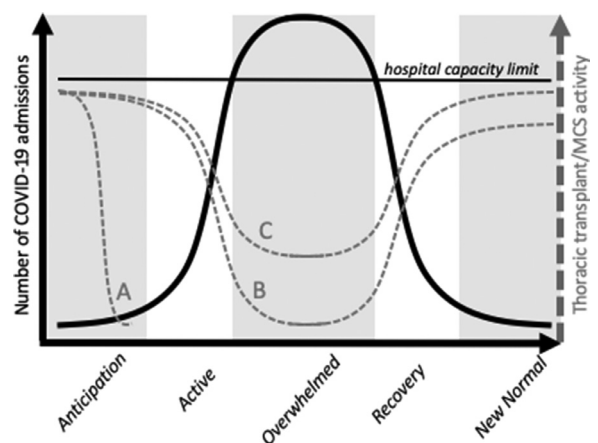 hospital capacity limit
Number of COVID-19 admissions
Thoracic transplant/MCS activity
A
B
C
Anticipation
Active
Overwhelmed
Recovery
New Normal